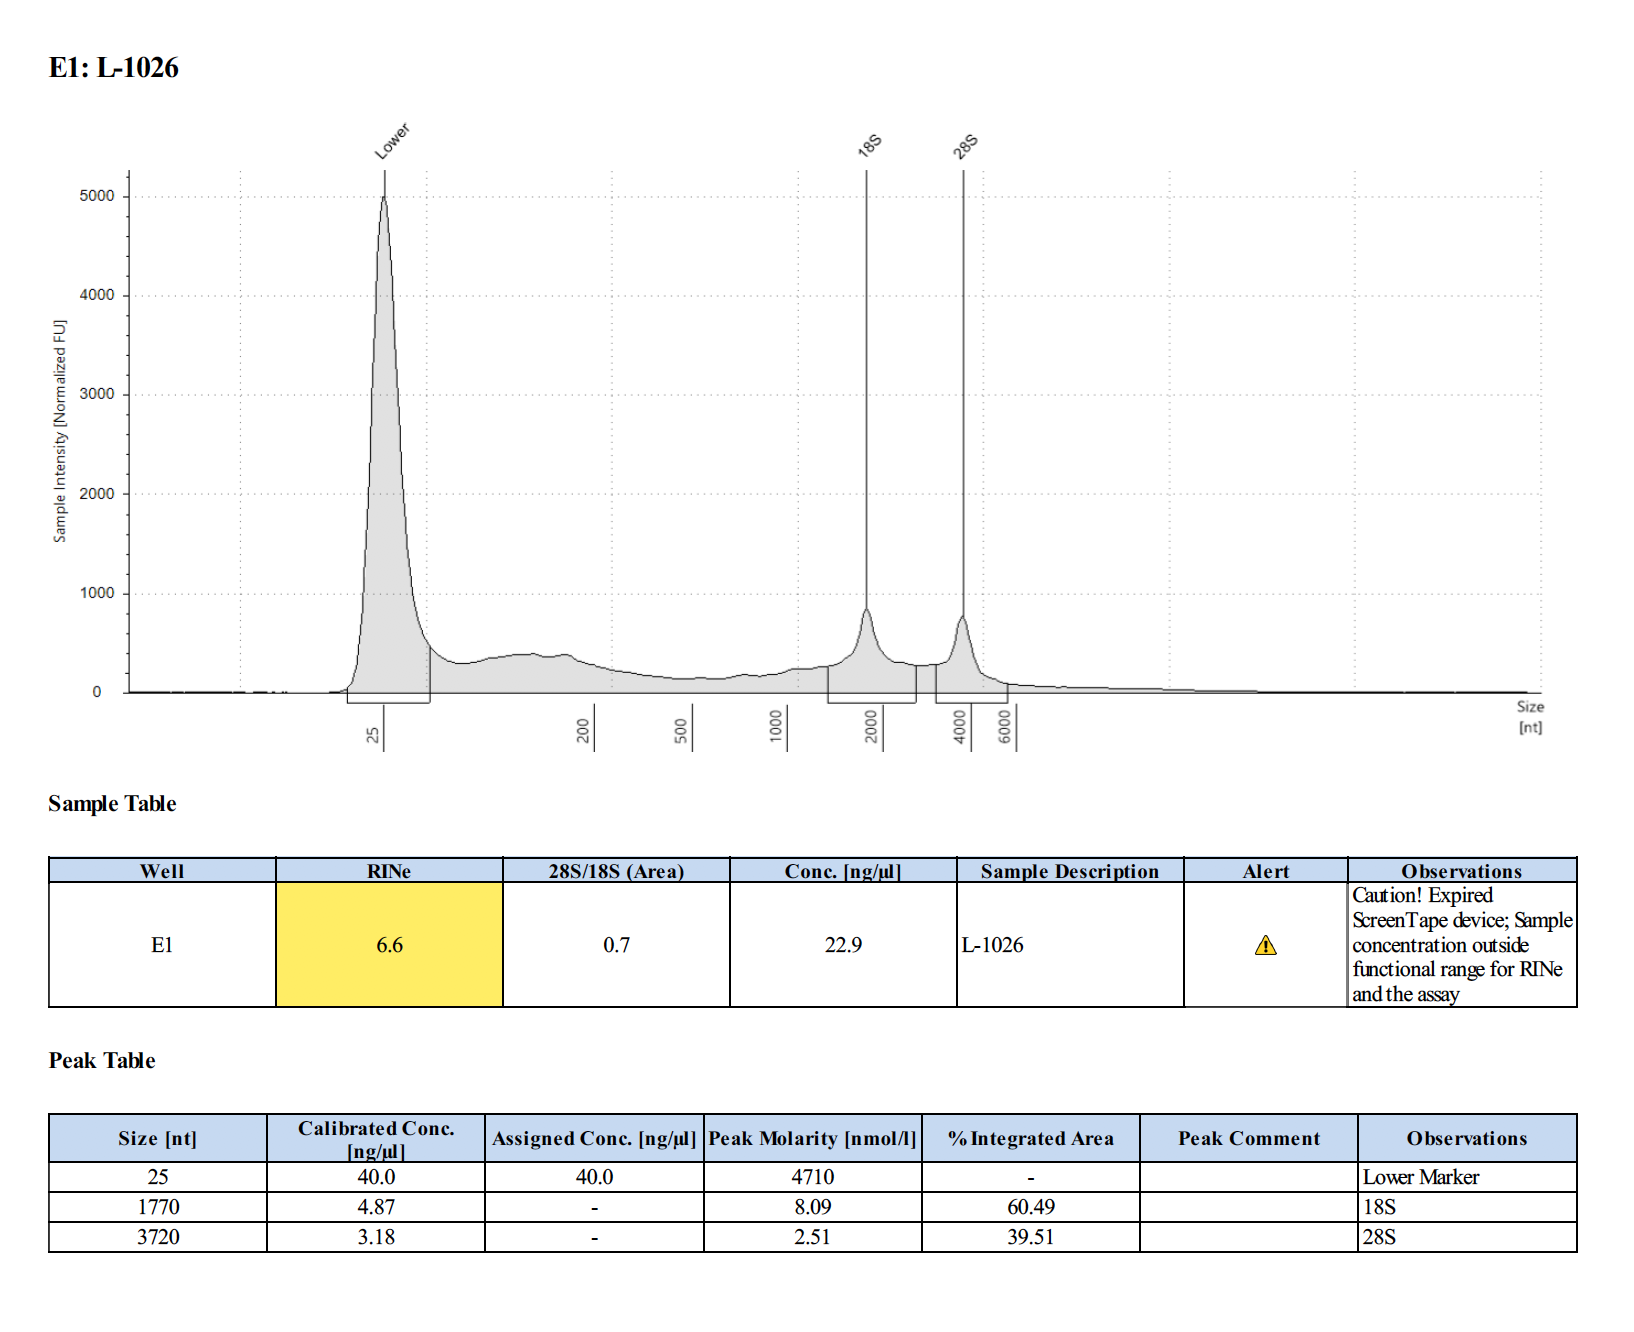 E1: L-1026
Lower
18S
28S
5000
4000
3000
2000
1000
0
Sample Intensity [Normalized FU]
25
200
500
1000
2000
4000
6000
Size
[nt]
Sample Table
Well RINe 28S/18S (Area) Conc. [ng/µl] Sample Description Alert Observations
E1 6.6 0.7 22.9 L-1026
Caution! Expired
ScreenTape device; Sample
concentration outside
functional range for RINe
and the assay
Peak Table
Size [nt] Calibrated Conc. [ng/µl] Assigned Conc. [ng/µl] Peak Molarity [nmol/l] % Integrated Area Peak Comment Observations
25 40.0 40.0 4710 - Lower Marker
1770 4.87 - 8.09 60.49 18S
3720 3.18 - 2.51 39.51 28S